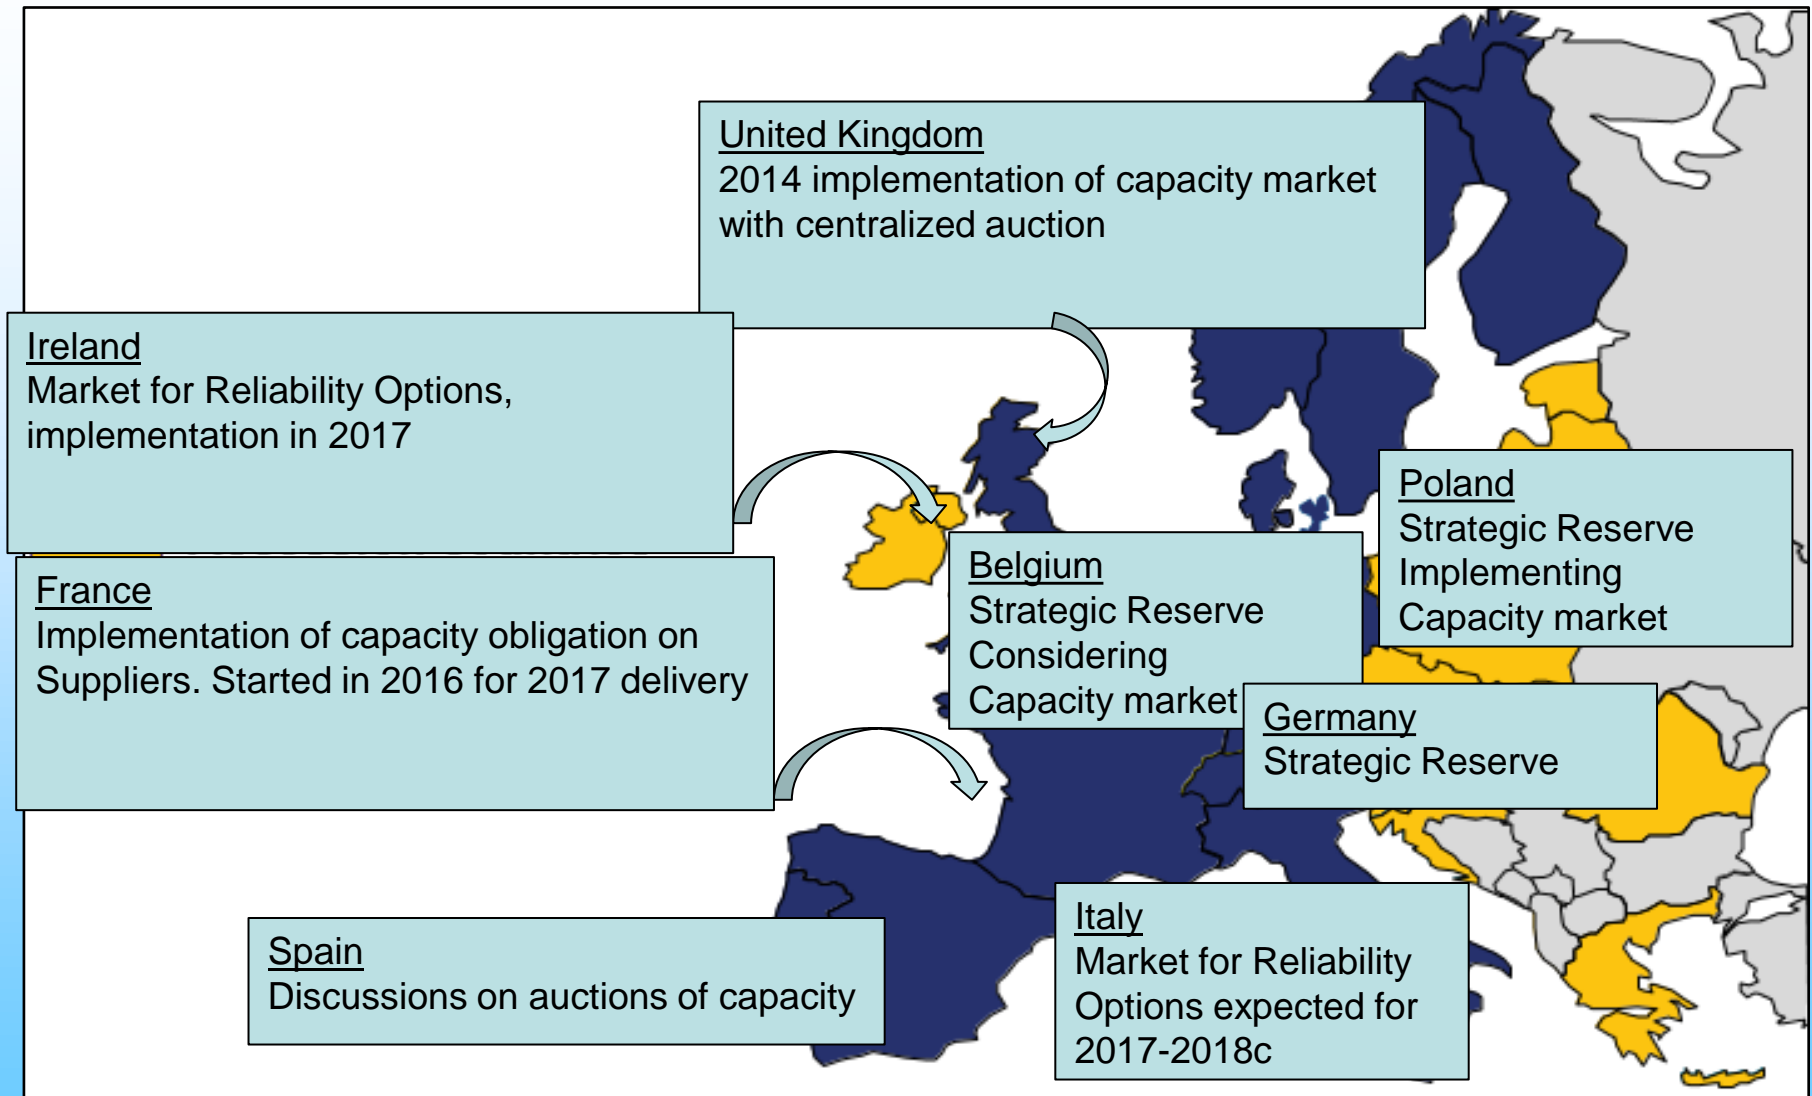 United Kingdom
2014 implementation of capacity market
with centralized auction
Ireland
Market for Reliability Options,
implementation in 2017
France
Implementation of capacity obligation on
Suppliers. Started in 2016 for 2017 delivery
Belgium
Strategic Reserve
Considering
Capacity market
Poland
Strategic Reserve
Implementing
Capacity market
Germany
Strategic Reserve
Spain
Discussions on auctions of capacity
Italy
Market for Reliability
Options expected for
2017-2018c